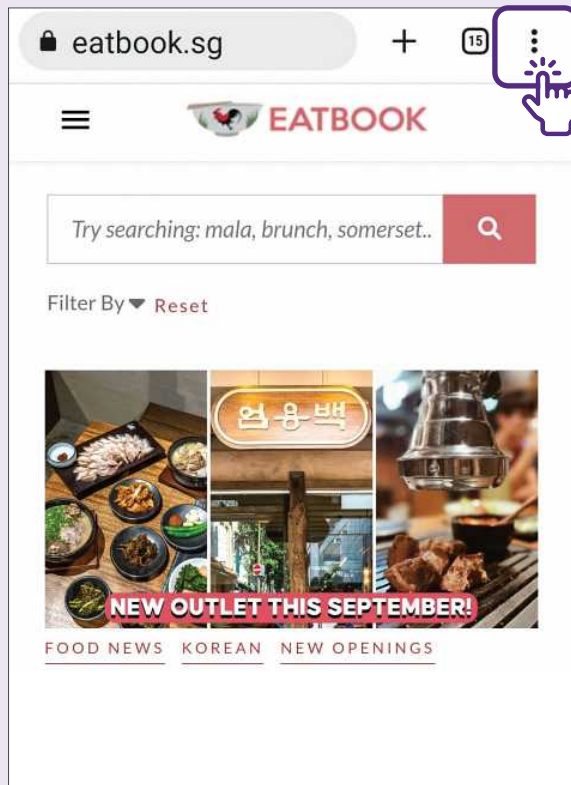 eatbook.sg
15
EATBOOK
Try searching: mala, brunch, somerset..
Filter By Reset
엄용백
NEW OUTLET THIS SEPTEMBER!
FOOD NEWS KOREAN NEW OPENINGS